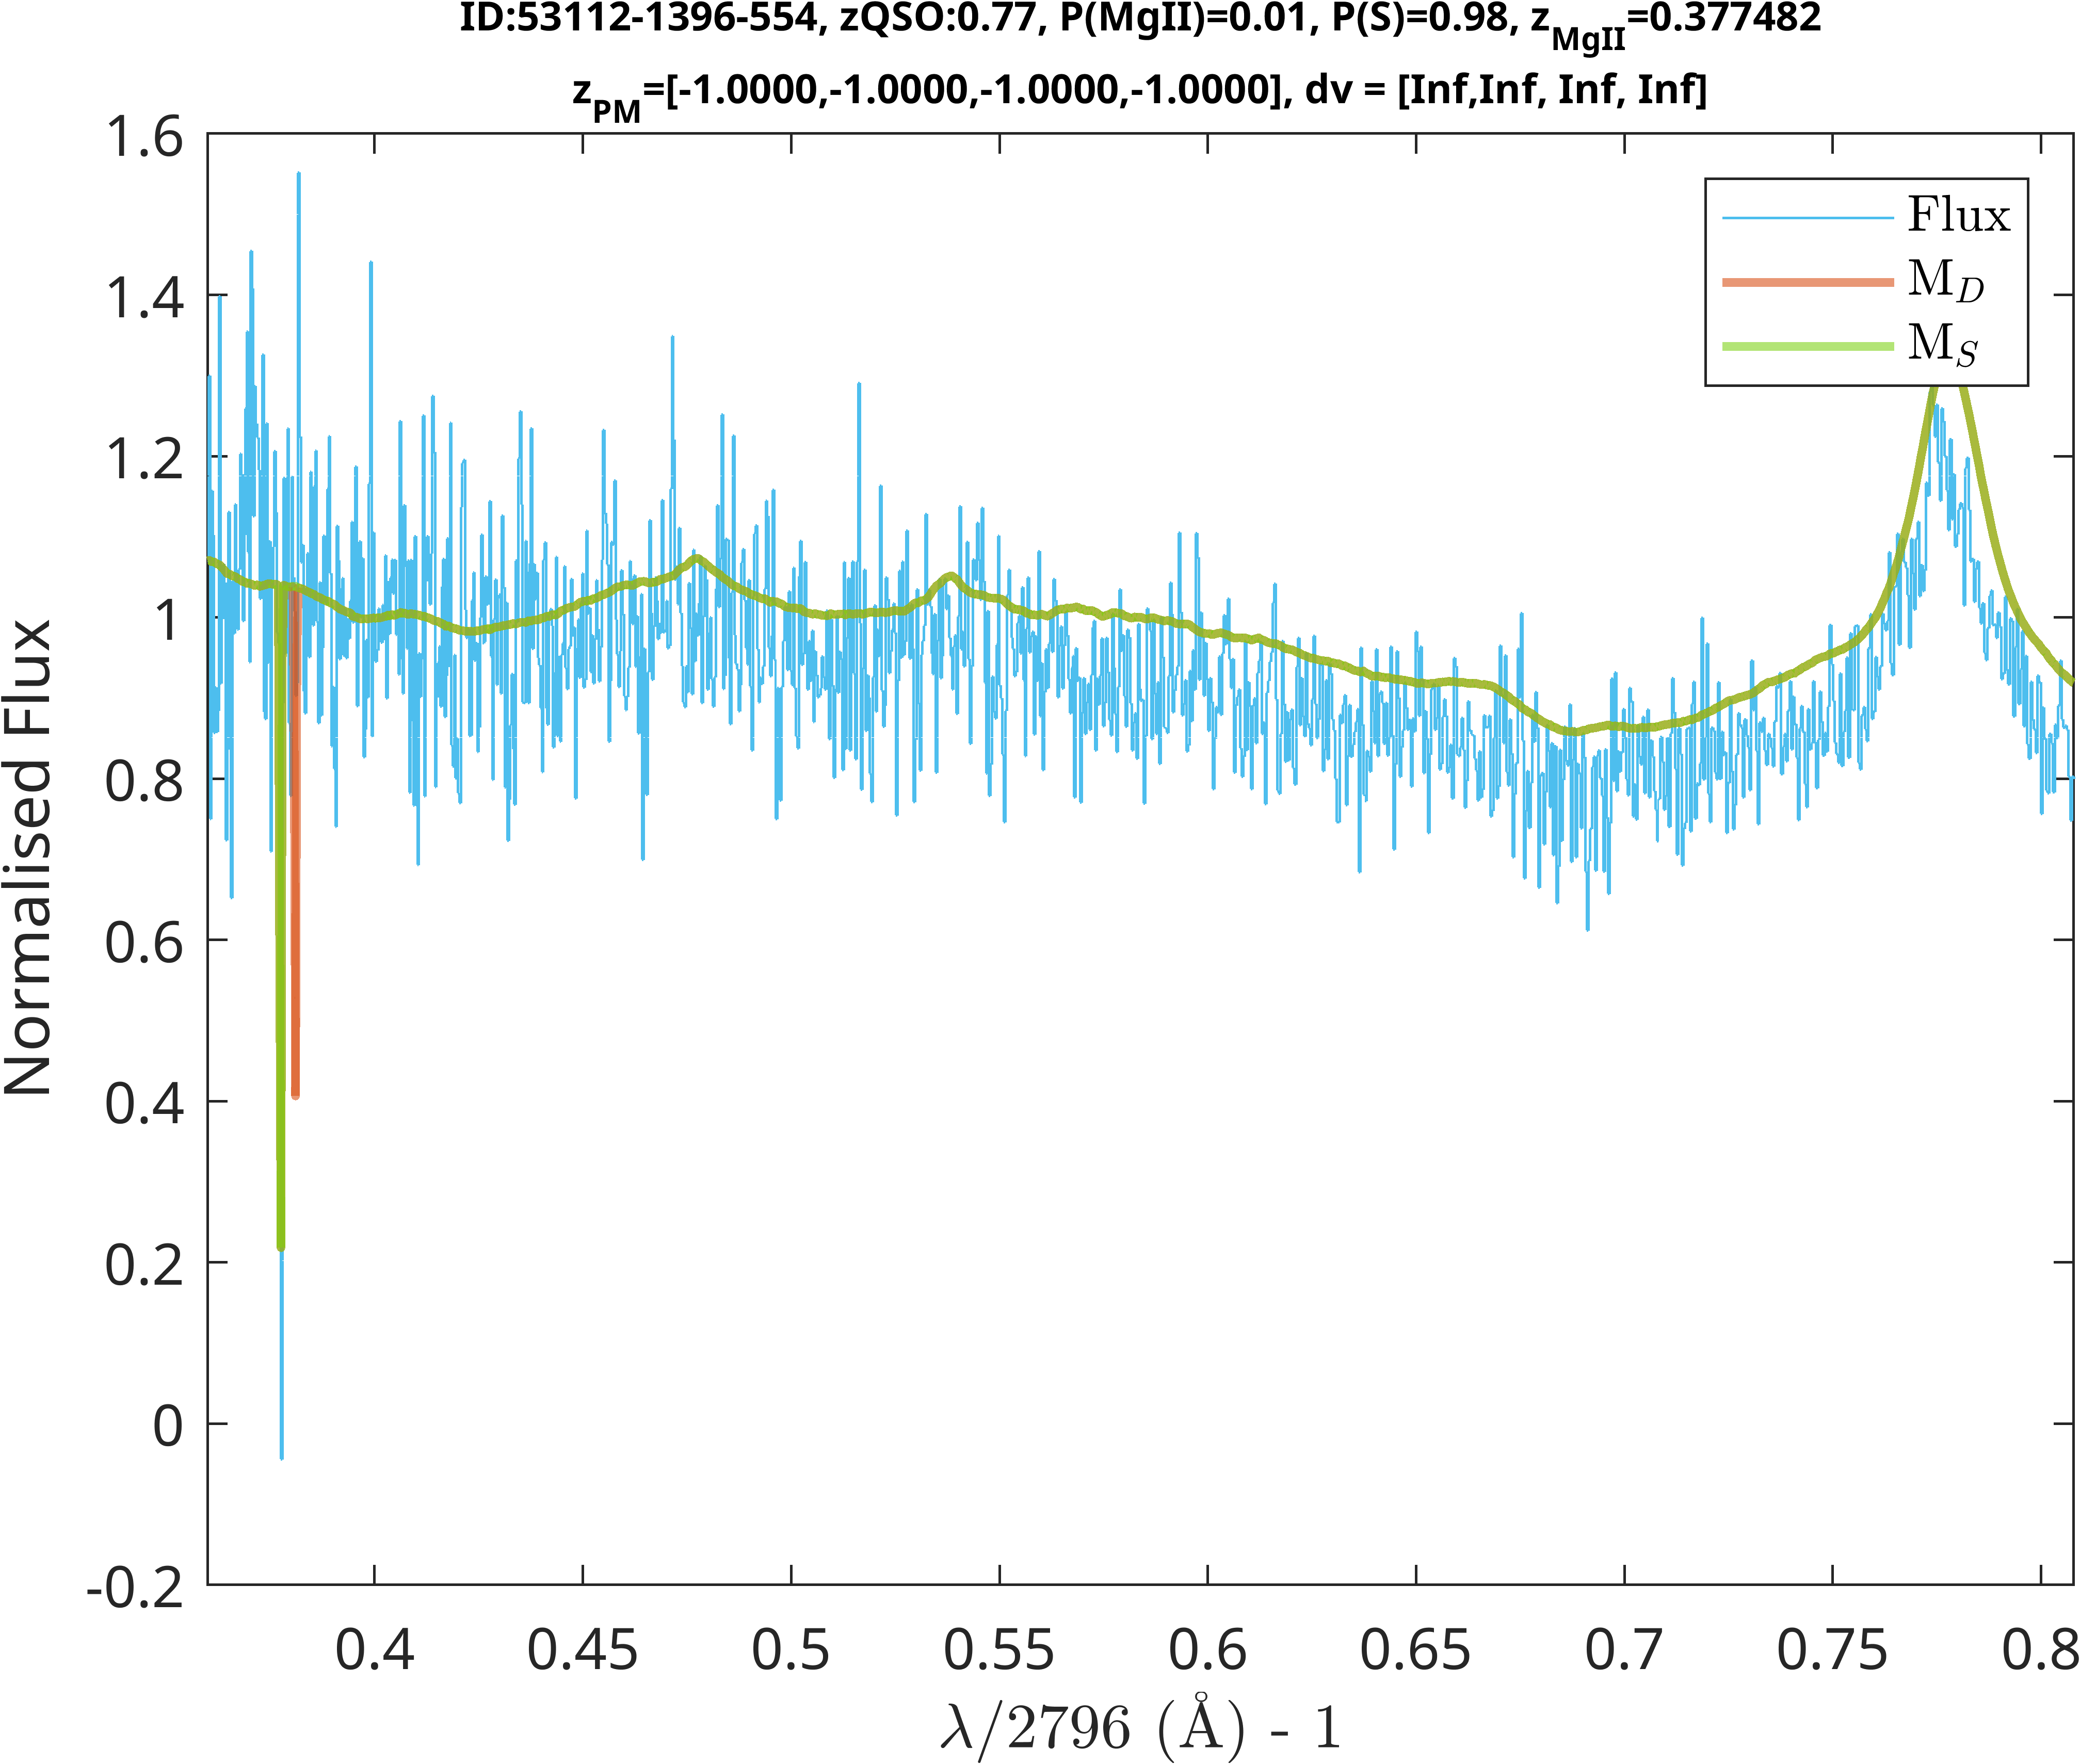 ID:53112-1396-554, zQSO:0.77, P(MgII)=0.01, P(S)=0.98, zMgII=0.377482
zPM=[-1.0000,-1.0000,-1.0000,-1.0000], dv = [Inf,Inf, Inf, Inf]
1.6
1.4
1.2
1
0.8
0.6
0.4
0.2
0
-0.2
Normalised Flux
Flux
MD
MS
0.4 0.45 0.5 0.55 0.6 0.65 0.7 0.75 0.8
λ/2796 (Å) - 1